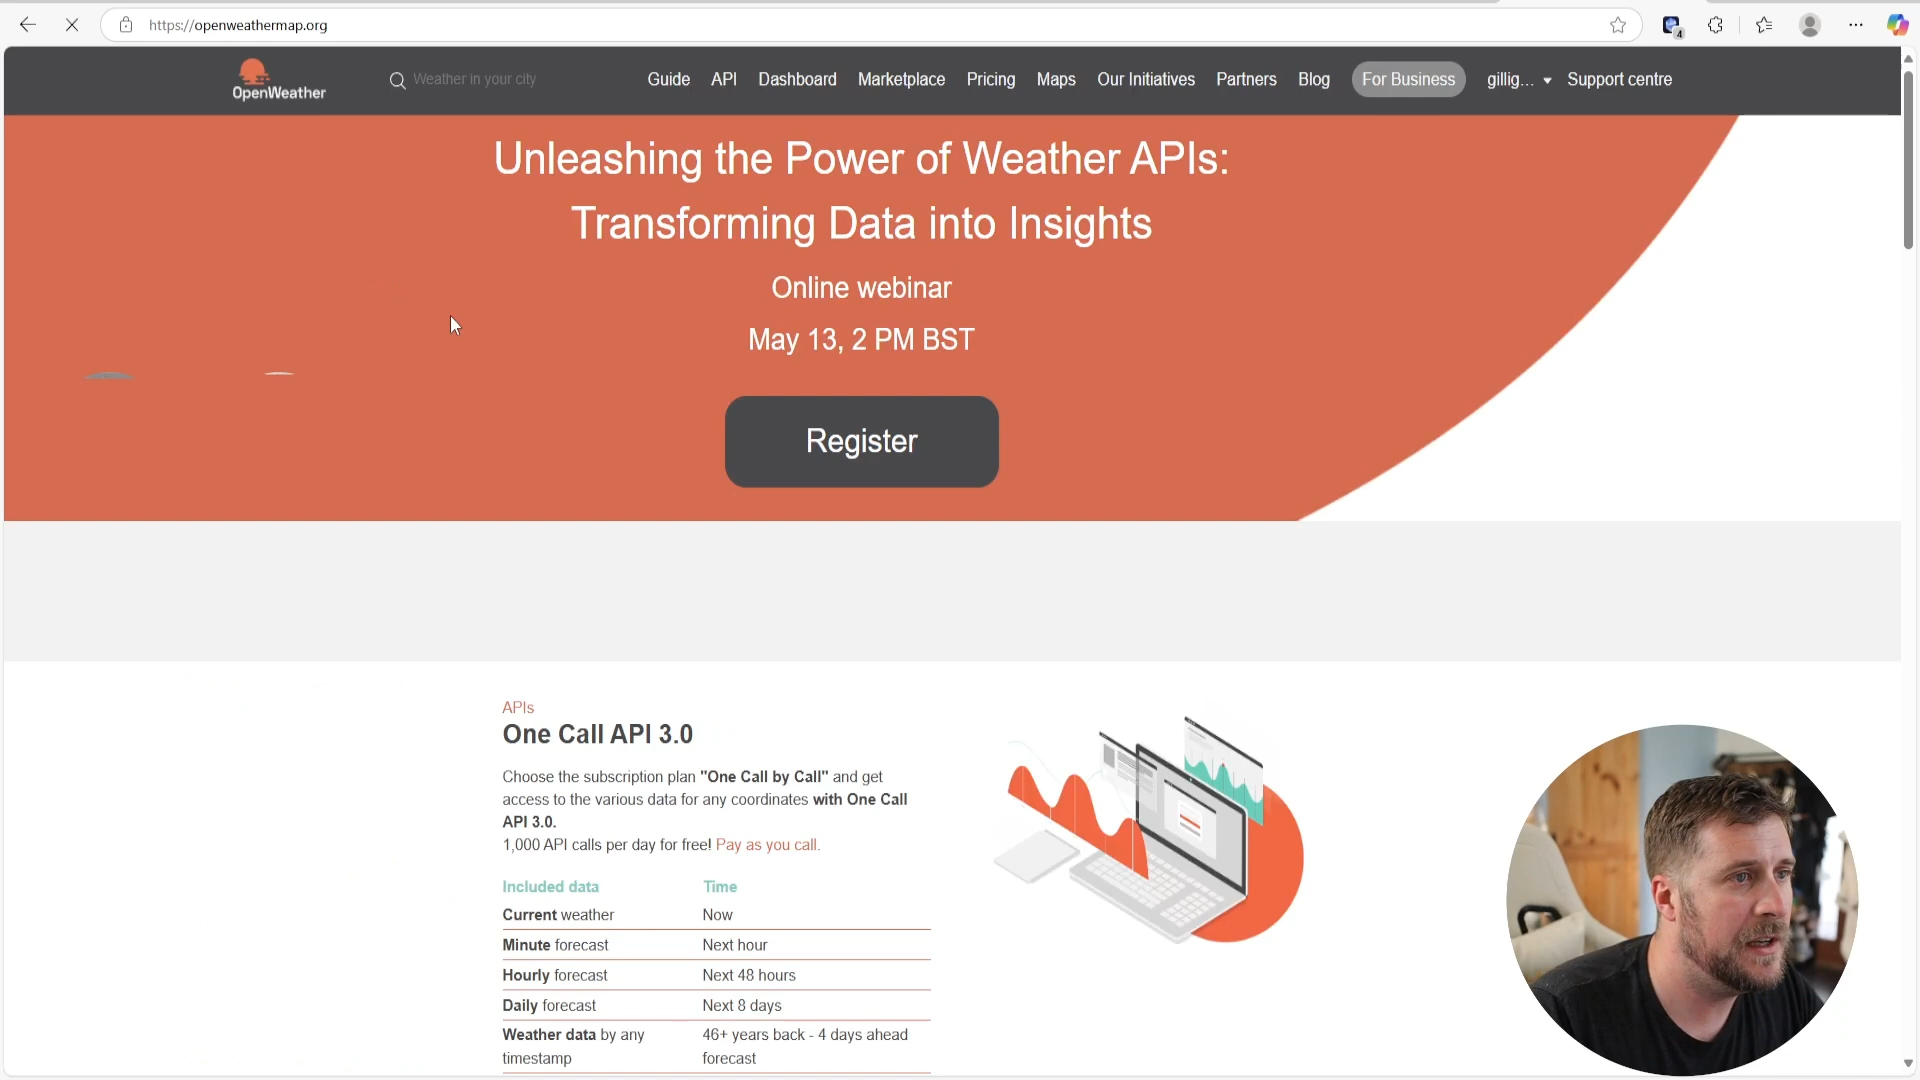 https://openweathermap.org
4
OpenWeather
Weather in your city
Guide
API
Dashboard
Marketplace
Pricing
Maps
Our Initiatives
Partners
Blog
For Business
gillig...
Support centre
Unleashing the Power of Weather APIs:
Transforming Data into Insights
Online webinar
May 13, 2 PM BST
Register
APIs
One Call API 3.0
Choose the subscription plan "One Call by Call" and get
access to the various data for any coordinates with One Call
API 3.0.
1,000 API calls per day for free! Pay as you call.
Included data Time
Current weather Now
Minute forecast Next hour
Hourly forecast Next 48 hours
Daily forecast Next 8 days
Weather data by any 46+ years back - 4 days ahead
timestamp forecast